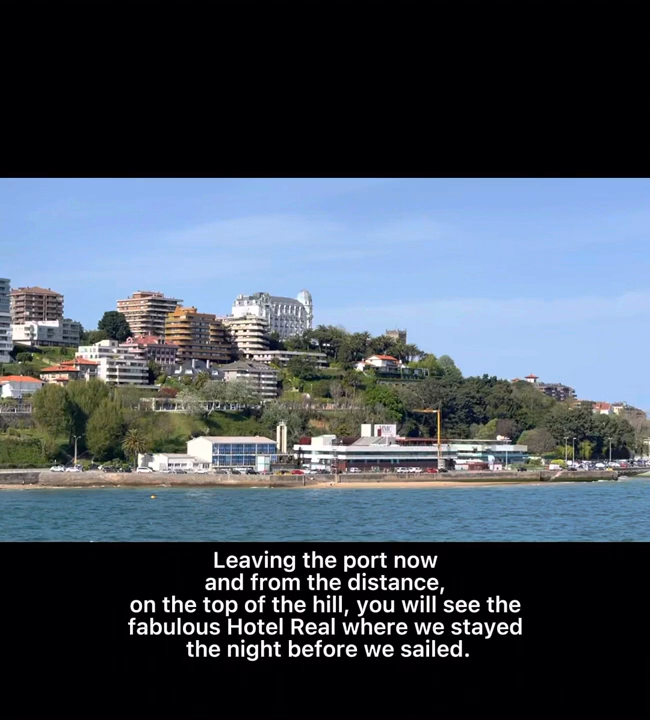 Leaving the port now
and from the distance,
on the top of the hill, you will see the
fabulous Hotel Real where we stayed
the night before we sailed.